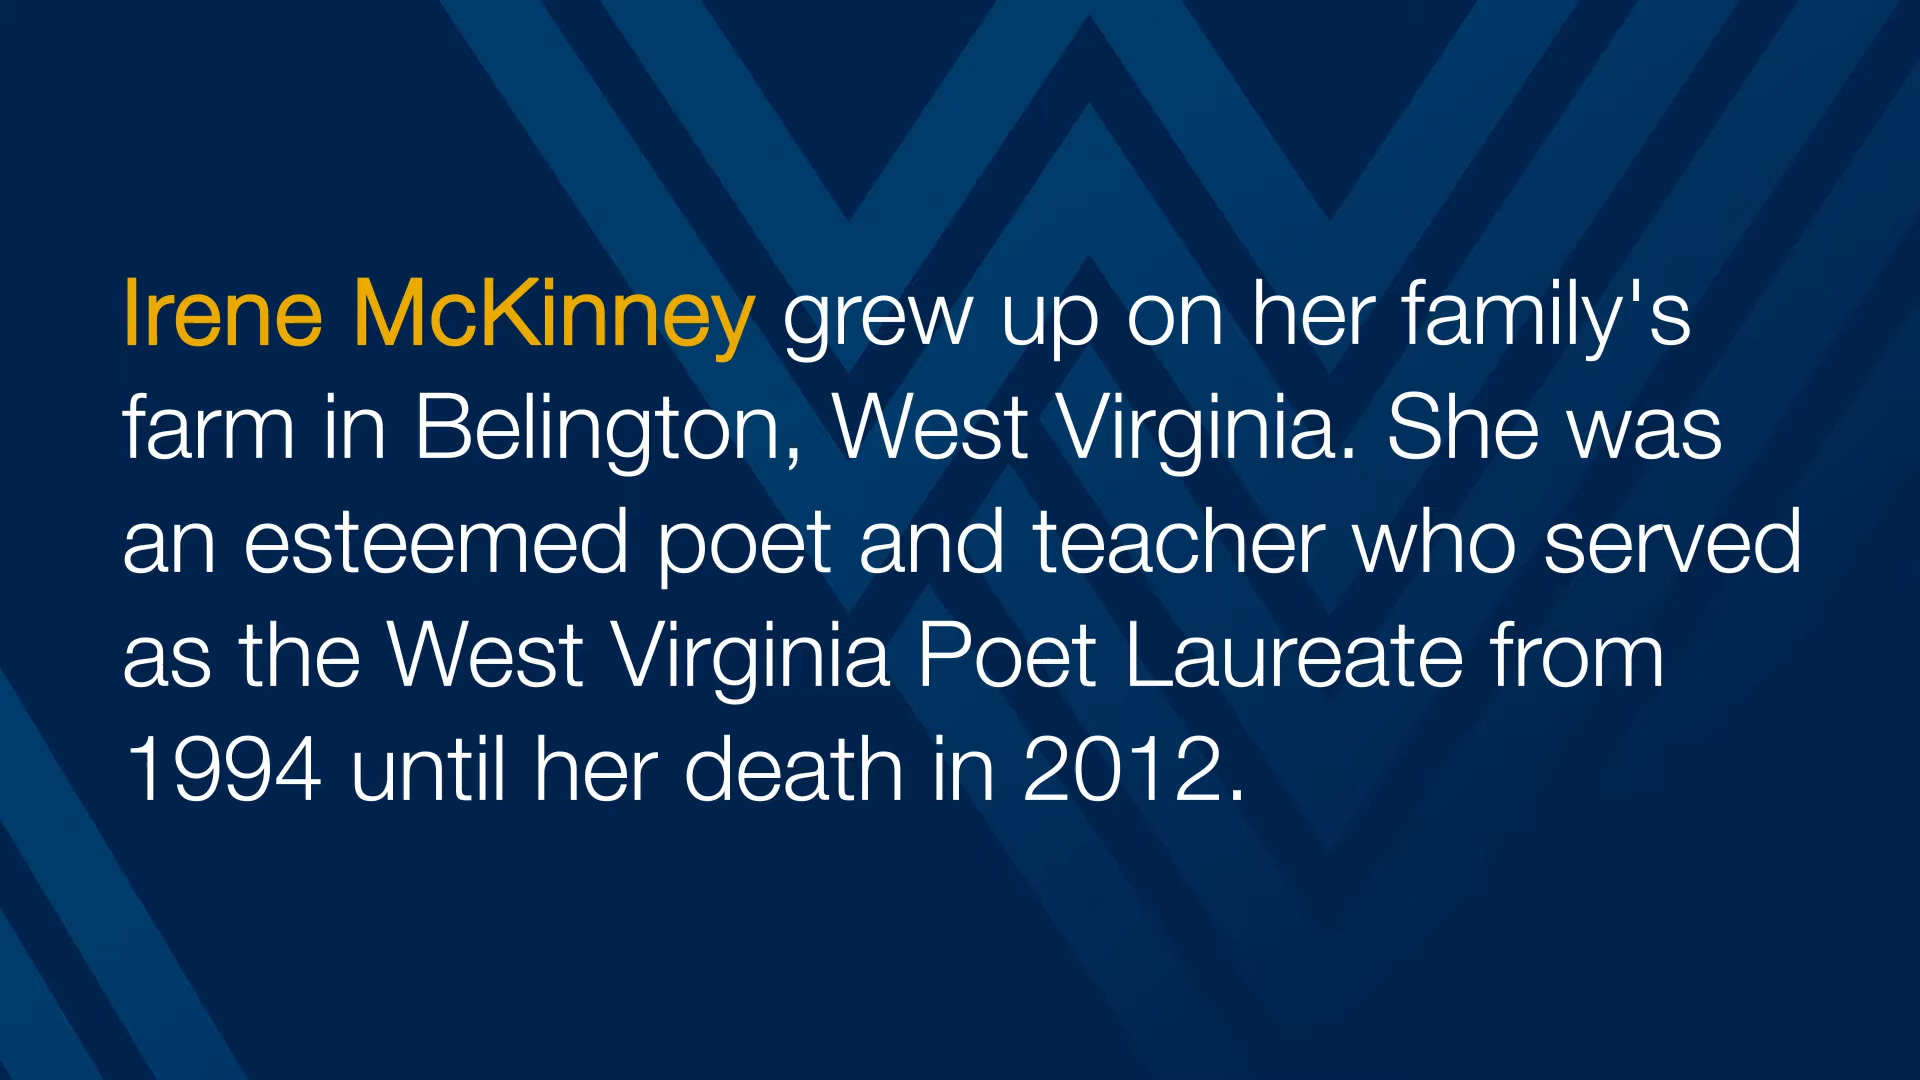 Irene McKinney grew up on her family's
farm in Belington, West Virginia. She was
an esteemed poet and teacher who served
as the West Virginia Poet Laureate from
1994 until her death in 2012.